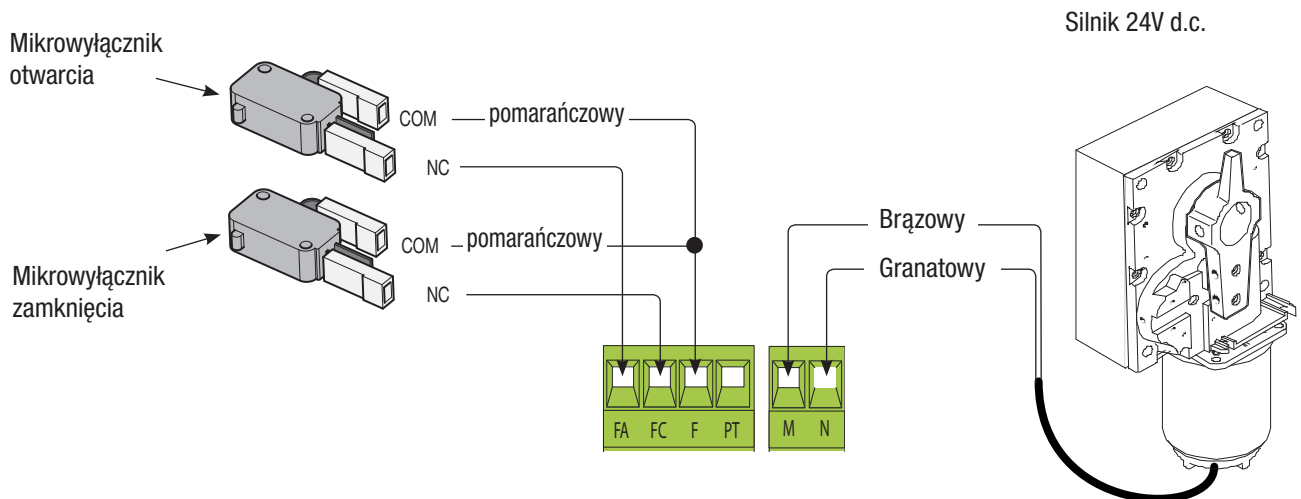 Silnik 24V d.c.
Mikrowyłącznik
otwarcia
COM
pomarańczowy
NC
COM
pomarańczowy
NC
Mikrowyłącznik
zamknięcia
Brązowy
Granatowy
FA FC F PT M N